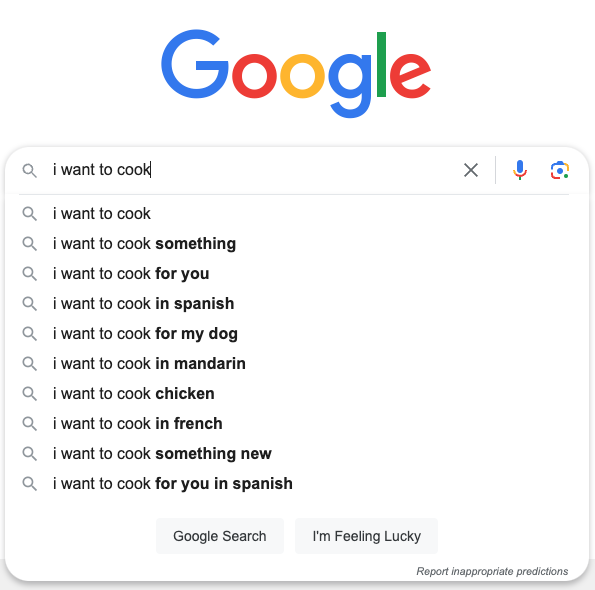 Google
i want to cook
i want to cook
i want to cook something
i want to cook for you
i want to cook in spanish
i want to cook for my dog
i want to cook in mandarin
i want to cook chicken
i want to cook in french
i want to cook something new
i want to cook for you in spanish
Google Search I'm Feeling Lucky
Report inappropriate predictions